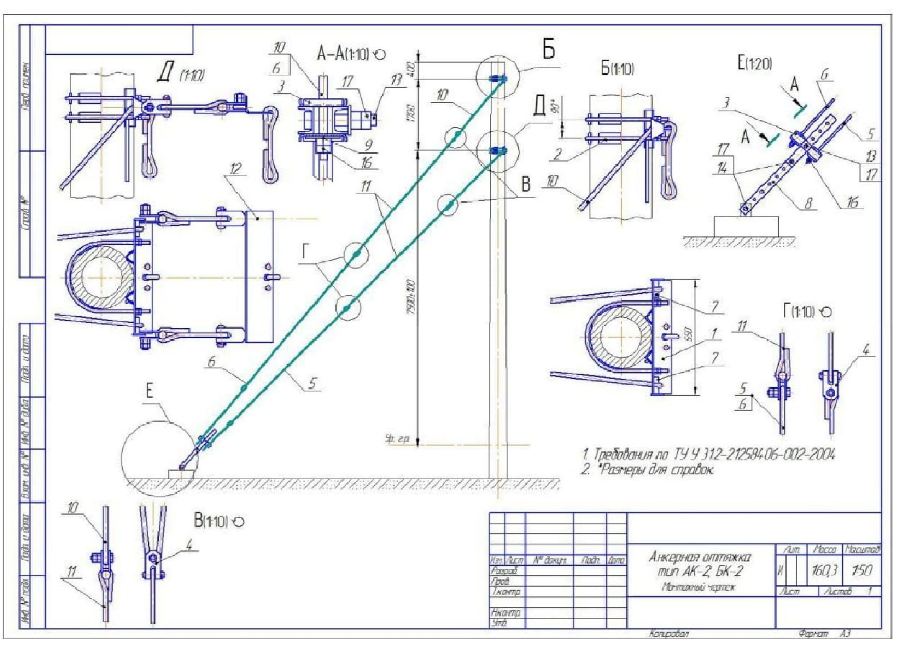 Перв. примен.
Справ. №
Подп. и дата
Инв. № дубл.
Взам. инв. №
Подп. и дата
Инв. № подл.
Д (1:10)
А-А(1:10)
10
6
3
17
13
9
16
12
Б
400
1700
10
Д
В
11
Г
7500±100
6
5
Е
Ур. гр.
Б(1:10)
90*
2
10
Е(1:20)
А
А
6
3
5
17
14
13
17
8
16
7
1
7
550
Г(1:10)
11
4
5
6
1. Требования по ТУ У 31.2-21258406-002-2004
2. *Размеры для справок.
В(1:10)
10
4
11
Изм. Лист № докум. Подп. Дата
Разраб.
Пров.
Т.контр.
Н.контр.
Утв.
Анкерная оттяжка
тип АК-2, БК-2
Монтажный чертеж
Лит. Масса Масштаб
И 160,3 1:50
Лист Листов 1
Копировал Формат А3